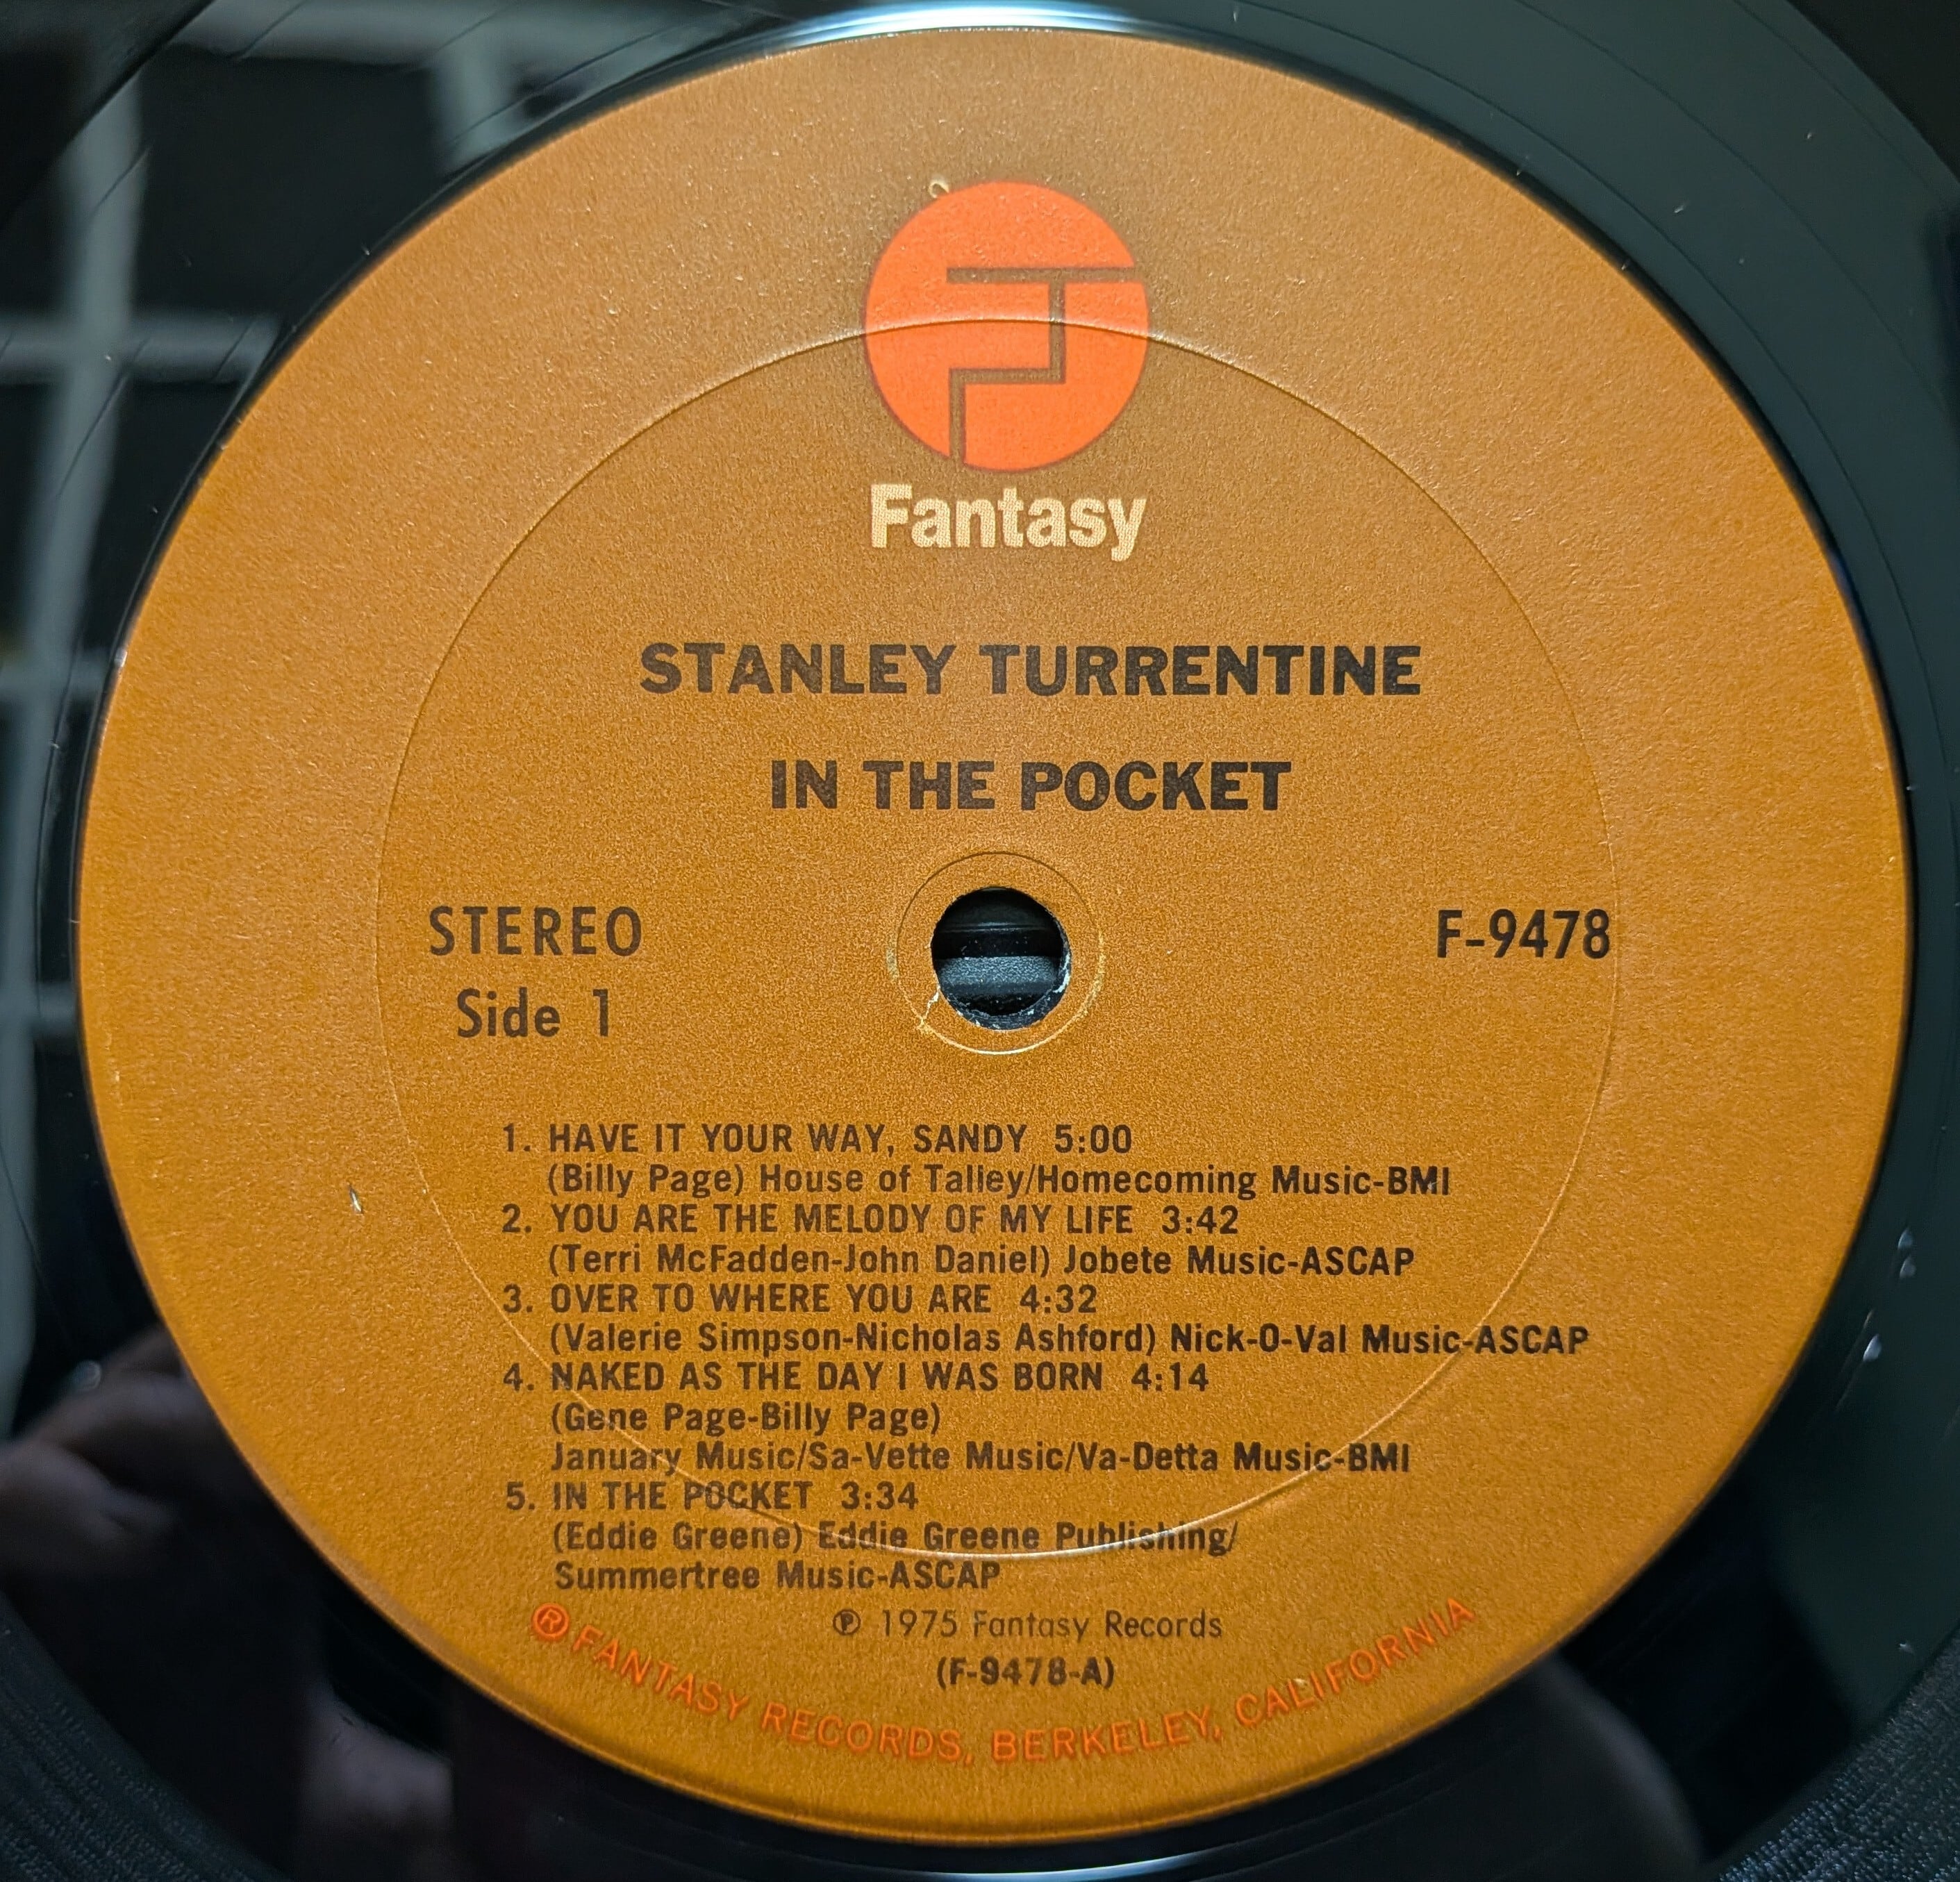 Fantasy
STANLEY TURRENTINE
IN THE POCKET
STEREO
F-9478
Side 1
1. HAVE IT YOUR WAY, SANDY 5:00
(Billy Page) House of Talley/Homecoming Music-BMI
2. YOU ARE THE MELODY OF MY LIFE 3:42
(Terri McFadden-John Daniel) Jobete Music-ASCAP
3. OVER TO WHERE YOU ARE 4:32
(Valerie Simpson-Nicholas Ashford) Nick-O-Val Music-ASCAP
4. NAKED AS THE DAY I WAS BORN 4:14
(Gene Page-Billy Page)
January Music/Sa-Vette Music/Va-Detta Music-BMI
5. IN THE POCKET 3:34
(Eddie Greene) Eddie Greene Publishing/
Summertree Music-ASCAP
℗ 1975 Fantasy Records
(F-9478-A)
® FANTASY RECORDS, BERKELEY, CALIFORNIA